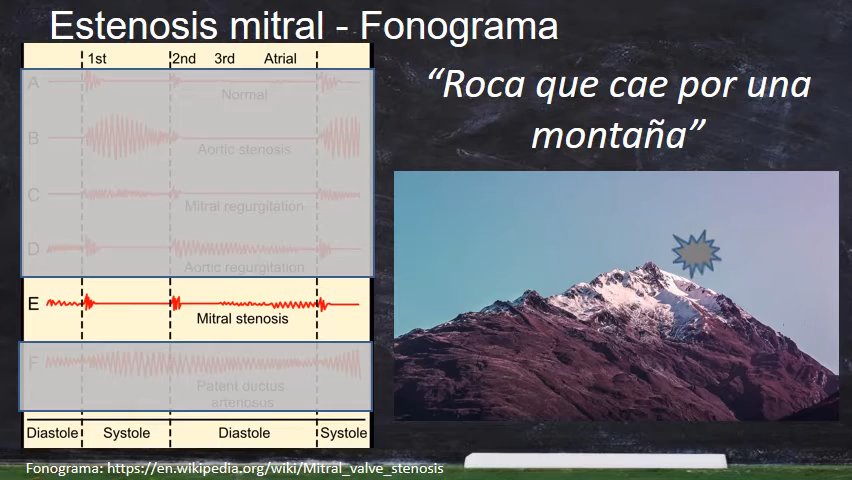 Estenosis mitral - Fonograma
1st 2nd 3rd Atrial
A
Normal
B
Aortic stenosis
C
Mitral regurgitation
D
Aortic regurgitation
E
Mitral stenosis
F
Patent ductus
arteriosus
Diastole Systole Diastole Systole
“Roca que cae por una
montaña”
Fonograma: https://en.wikipedia.org/wiki/Mitral_valve_stenosis